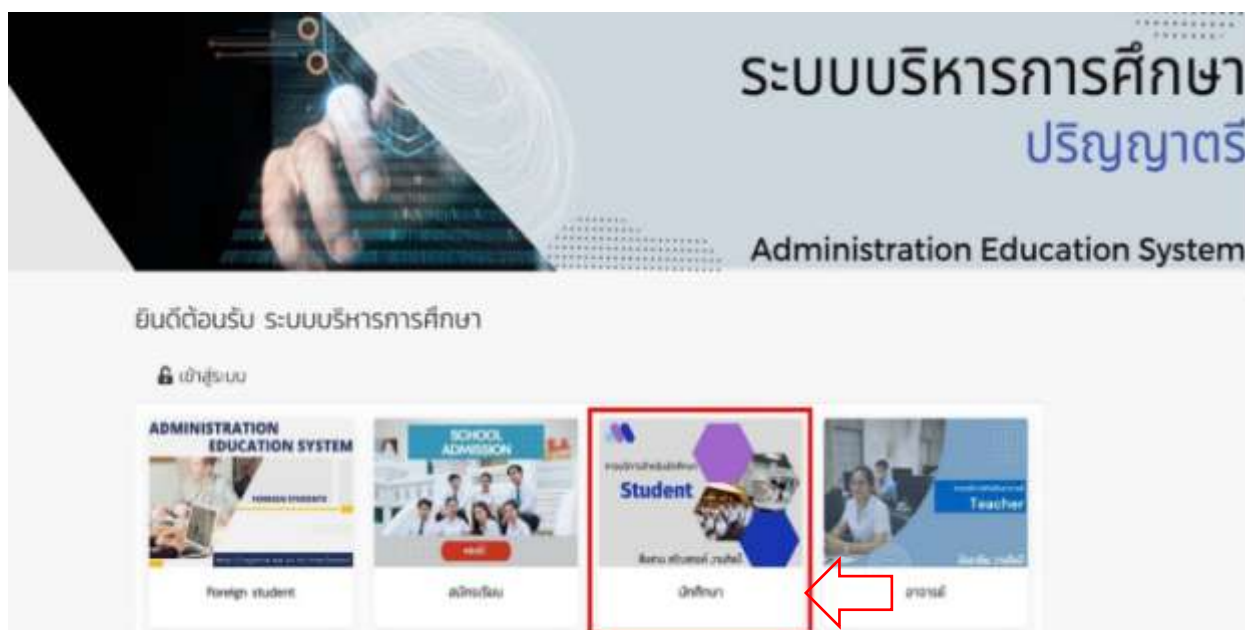 ระบบบริหารการศึกษา
ปริญญาตรี
Administration Education System
ยินดีต้อนรับ ระบบบริหารการศึกษา
เข้าสู่ระบบ
ADMINISTRATION
EDUCATION SYSTEM
FOREIGN STUDENTS
Foreign student
SCHOOL
ADMISSION
สมัครเรียน
Student
นักศึกษา
Teacher
อาจารย์